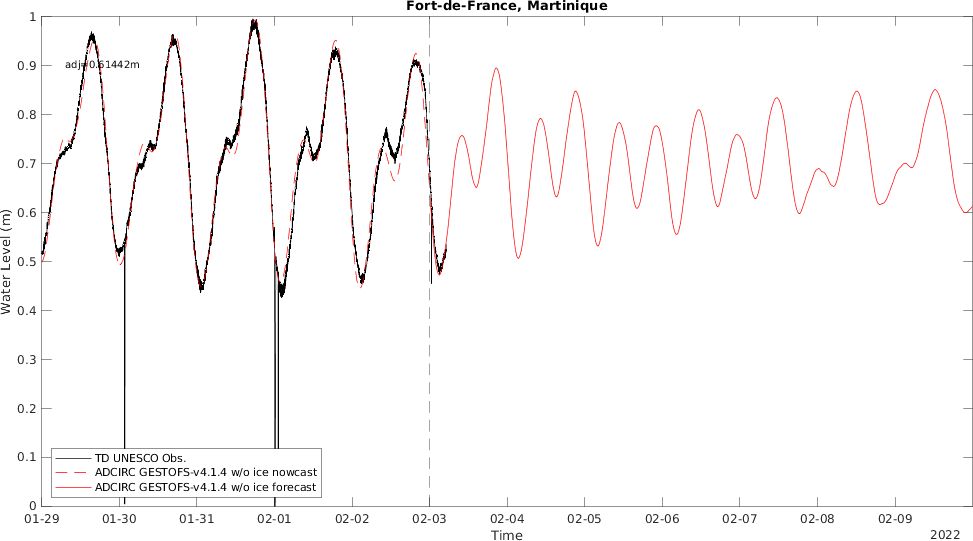 Fort-de-France, Martinique
1
0.9
0.8
0.7
0.6
0.5
0.4
0.3
0.2
0.1
0
Water Level (m)
adj=0.61442m
TD UNESCO Obs.
ADCIRC GESTOFS-v4.1.4 w/o ice nowcast
ADCIRC GESTOFS-v4.1.4 w/o ice forecast
01-29 01-30 01-31 02-01 02-02 02-03 02-04 02-05 02-06 02-07 02-08 02-09
Time
2022